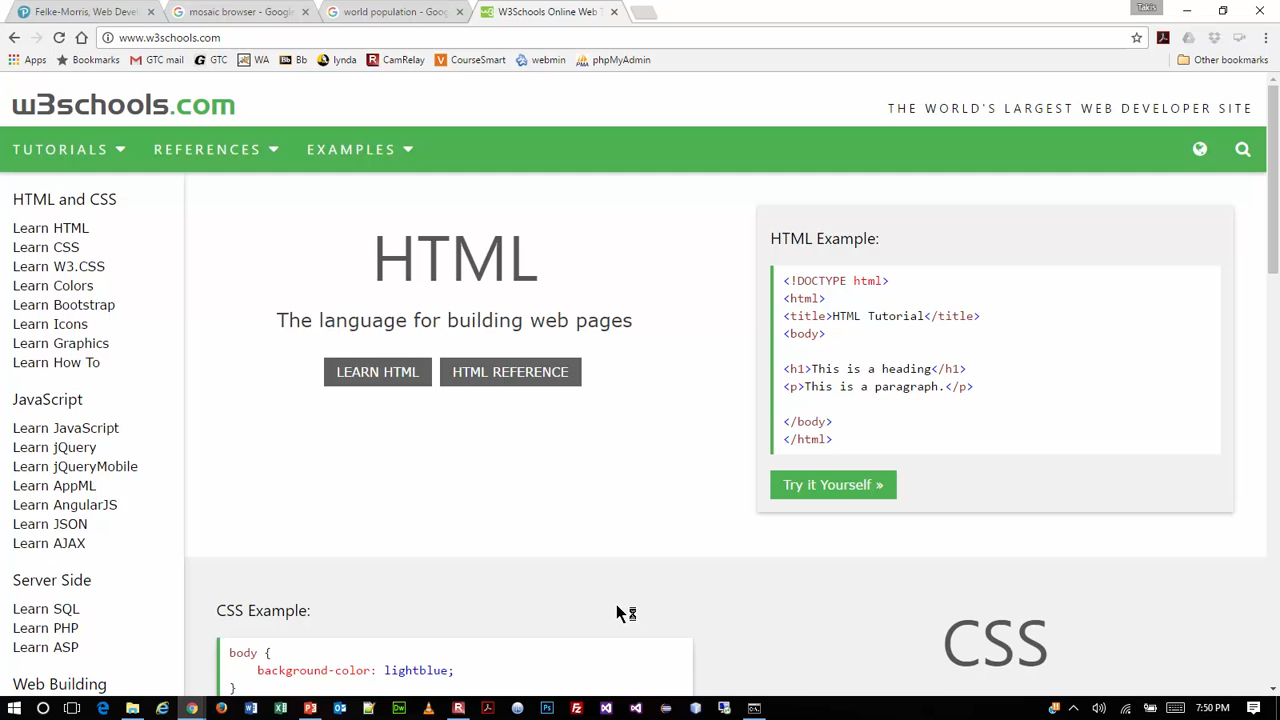 Felke-Morris, Web Devel
mosaic browser - Google
world population - Goog
W3Schools Online Web T
Takis
www.w3schools.com
Apps
Bookmarks
GTC mail
GTC
WA
Bb
lynda
CamRelay
CourseSmart
webmin
phpMyAdmin
Other bookmarks
w3schools.com
THE WORLD'S LARGEST WEB DEVELOPER SITE
TUTORIALS
REFERENCES
EXAMPLES
HTML and CSS
Learn HTML
Learn CSS
Learn W3.CSS
Learn Colors
Learn Bootstrap
Learn Icons
Learn Graphics
Learn How To
JavaScript
Learn JavaScript
Learn jQuery
Learn jQueryMobile
Learn AppML
Learn AngularJS
Learn JSON
Learn AJAX
Server Side
Learn SQL
Learn PHP
Learn ASP
Web Building
HTML
The language for building web pages
LEARN HTML
HTML REFERENCE
HTML Example:
<!DOCTYPE html>
<html>
<title>HTML Tutorial</title>
<body>
<h1>This is a heading</h1>
<p>This is a paragraph.</p>
</body>
</html>
Try it Yourself »
CSS Example:
body {
background-color: lightblue;
}
CSS
7:50 PM